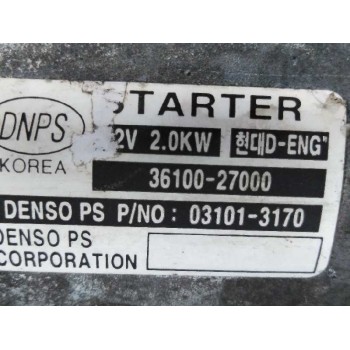 STARTER
DNPS
2V 2.0KW 현대D-ENG"
KOREA
36100-27000
DENSO PS P/NO: 03101-3170
DENSO PS
CORPORATION